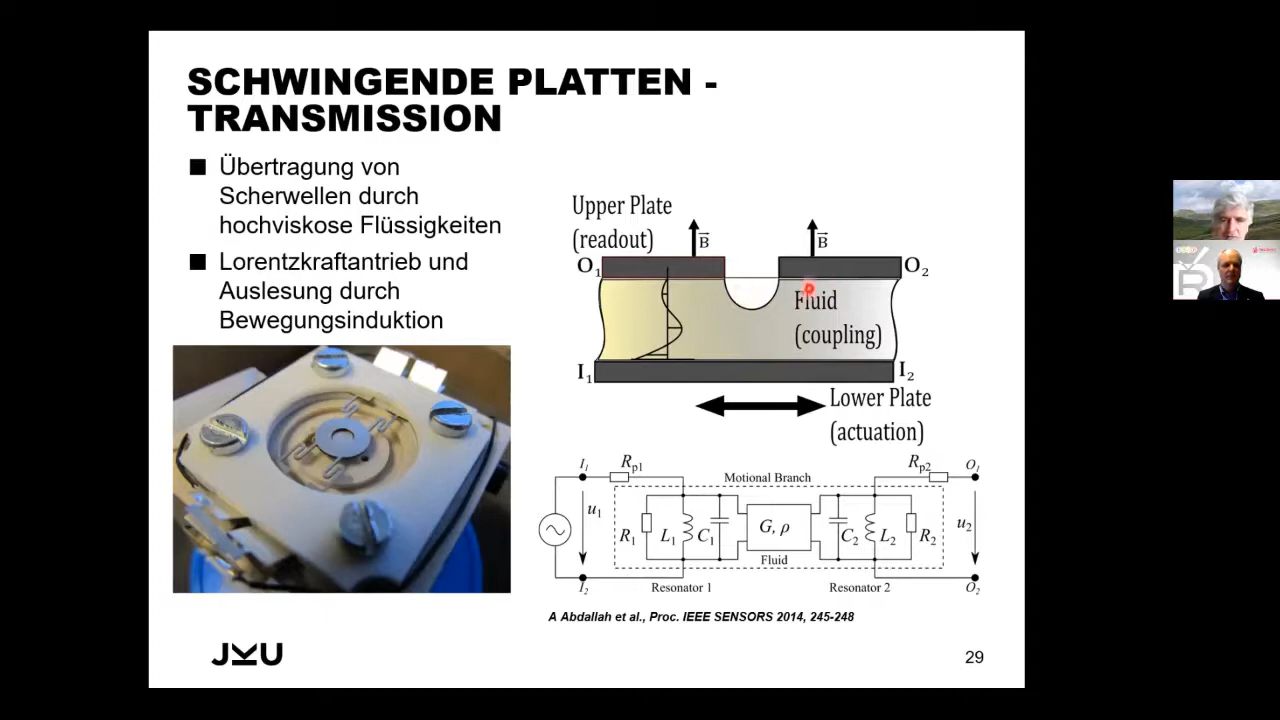 SCHWINGENDE PLATTEN -
TRANSMISSION
Übertragung von
Scherwellen durch
hochviskose Flüssigkeiten
Lorentzkraftantrieb und
Auslesung durch
Bewegungsinduktion
Upper Plate
(readout)
B
B
O1
O2
Fluid
(coupling)
I1
I2
Lower Plate
(actuation)
I1
Rp1
Motional Branch
Rp2
O1
u1
R1
L1
C1
G, ρ
C2
L2
R2
u2
Fluid
I2
Resonator 1
Resonator 2
O2
A Abdallah et al., Proc. IEEE SENSORS 2014, 245-248
JKU
29